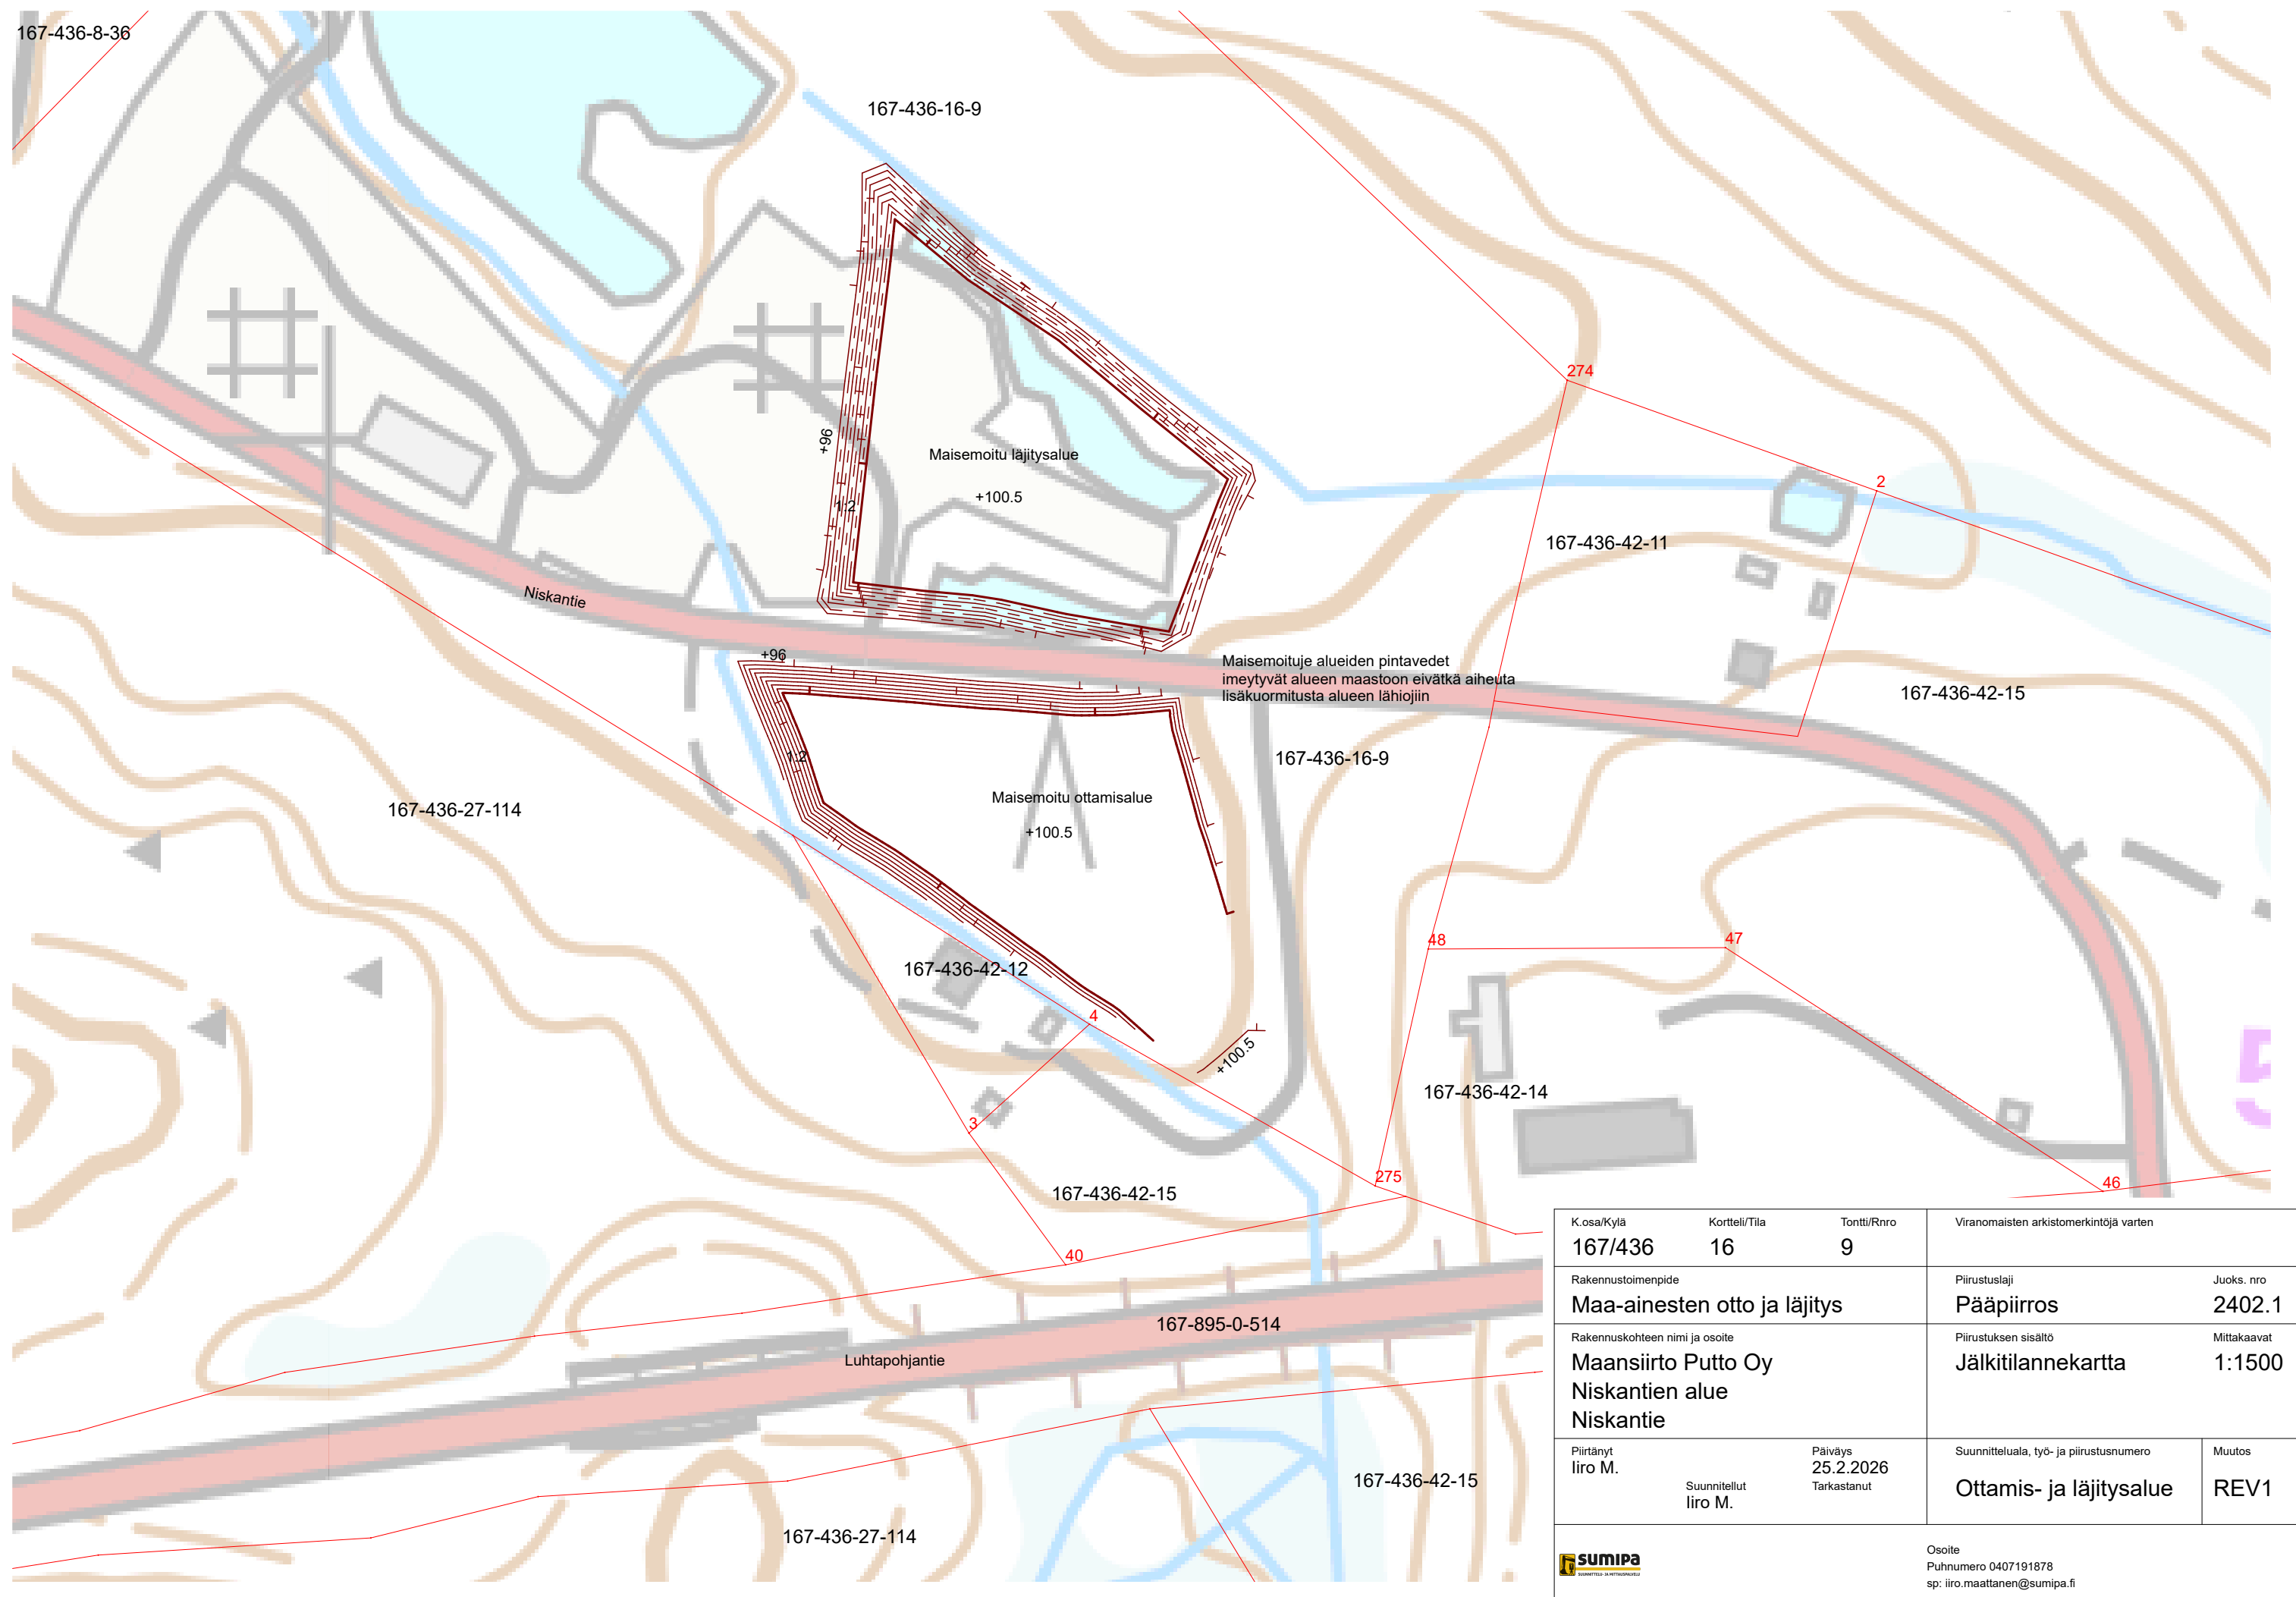 167-436-8-36
167-436-16-9
274
2
+96
Maisemoitu läjitysalue
+100.5
1:2
167-436-42-11
Niskantie
+96
Maisemoituje alueiden pintavedet
imeytyvät alueen maastoon eivätkä aiheuta
lisäkuormitusta alueen lähiojiin
167-436-42-15
1:2
167-436-16-9
Maisemoitu ottamisalue
+100.5
167-436-27-114
48
47
167-436-42-12
4
+100.5
167-436-42-14
3
275
46
167-436-42-15
40
167-895-0-514
Luhtapohjantie
167-436-42-15
167-436-27-114
K.osa/Kylä Kortteli/Tila Tontti/Rnro Viranomaisten arkistomerkintöjä varten
167/436 16 9
Rakennustoimenpide Piirustuslaji Juoks. nro
Maa-ainesten otto ja läjitys Pääpiirros 2402.1
Rakennuskohteen nimi ja osoite Piirustuksen sisältö Mittakaavat
Maansiirto Putto Oy Jälkitilannekartta 1:1500
Niskantien alue
Niskantie
Piirtänyt Päiväys Suunnitteluala, työ- ja piirustusnumero Muutos
Iiro M. 25.2.2026
Suunnitellut Tarkastanut Ottamis- ja läjitysalue REV1
Iiro M.
sumipa
SUUNNITTELU- JA MITTAUSPALVELU
Osoite
Puhnumero 0407191878
sp: iiro.maattanen@sumipa.fi